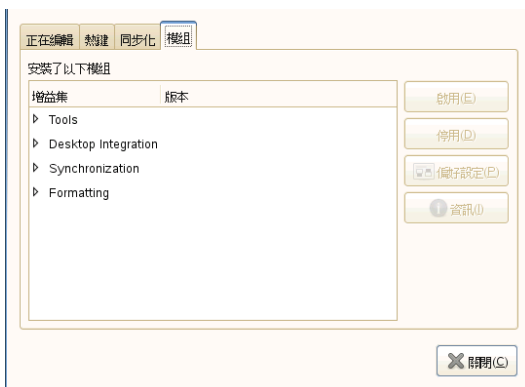 正在編輯 熱建 同步化 模組
安裝了以下模組
增益集 版本
Tools
Desktop Integration
Synchronization
Formatting
啟用(E)
停用(D)
偏好設定(P)
資訊(I)
關閉(C)